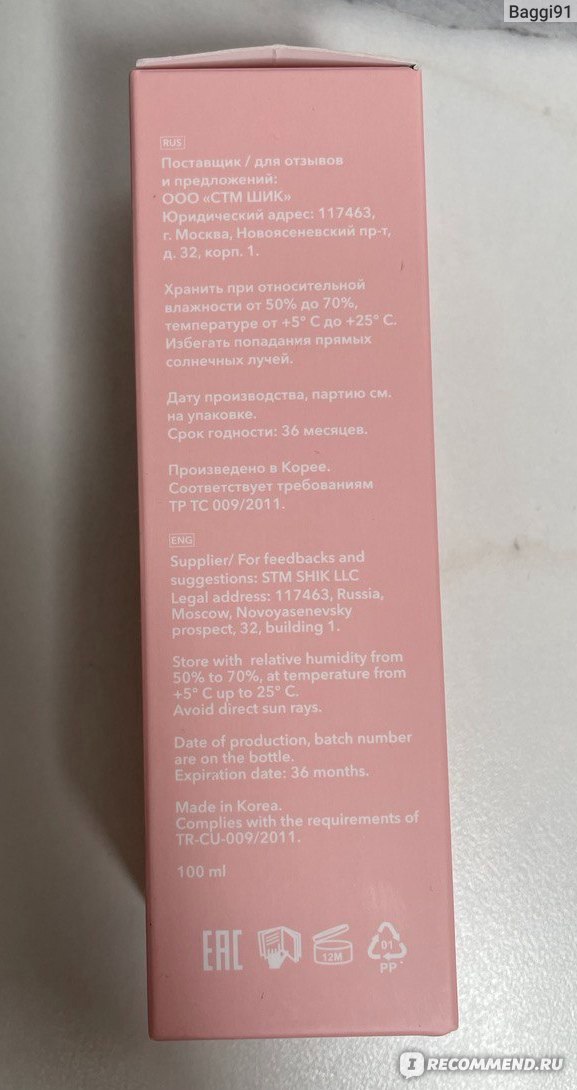 Baggi91
RUS
Поставщик / для отзывов
и предложений:
ООО «СТМ ШИК»
Юридический адрес: 117463,
г. Москва, Новоясеневский пр-т,
д. 32, корп. 1.
Хранить при относительной
влажности от 50% до 70%,
температуре от +5° С до +25° С.
Избегать попадания прямых
солнечных лучей.
Дату производства, партию см.
на упаковке.
Срок годности: 36 месяцев.
Произведено в Корее.
Соответствует требованиям
ТР ТС 009/2011.
ENG
Supplier/ For feedbacks and
suggestions: STM SHIK LLC
Legal address: 117463, Russia,
Moscow, Novoyasenevsky
prospect, 32, building 1.
Store with relative humidity from
50% to 70%, at temperature from
+5° C up to 25° C.
Avoid direct sun rays.
Date of production, batch number
are on the bottle.
Expiration date: 36 months.
Made in Korea.
Complies with the requirements of
TR-CU-009/2011.
100 ml
EAC
12M
01
PP
IRECOMMEND.RU